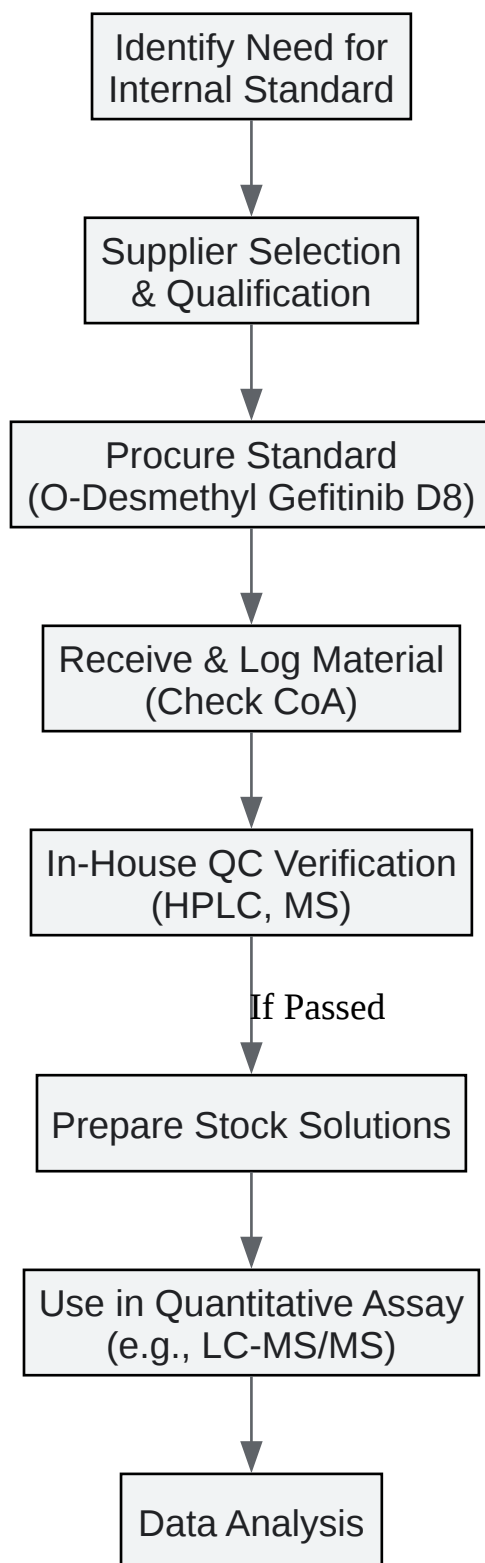 Identify Need for
Internal Standard
Supplier Selection
& Qualification
Procure Standard
(O-Desmethyl Gefitinib D8)
Receive & Log Material
(Check CoA)
In-House QC Verification
(HPLC, MS)
If Passed
Prepare Stock Solutions
Use in Quantitative Assay
(e.g., LC-MS/MS)
Data Analysis